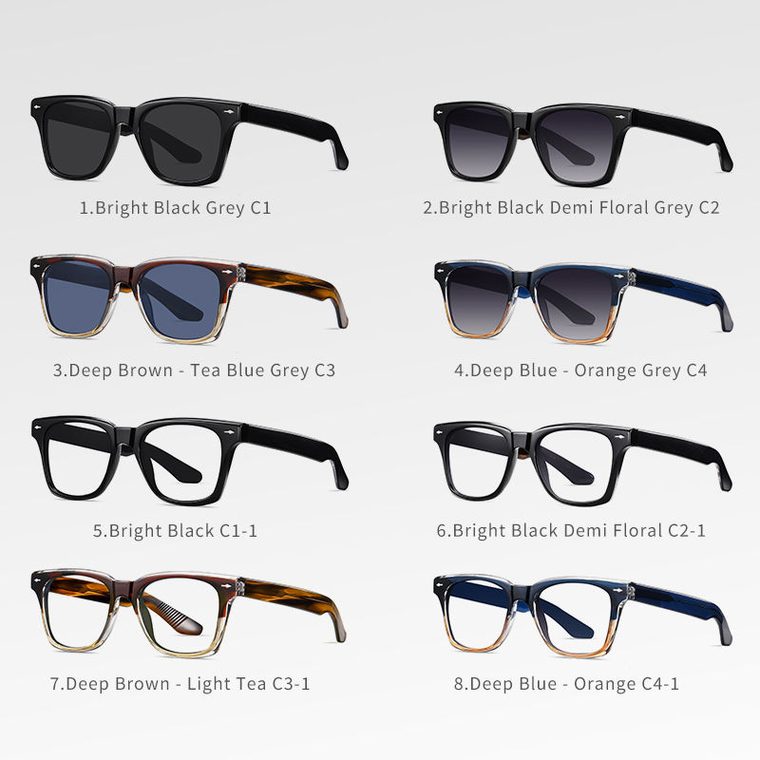 1.Bright Black Grey C1
2.Bright Black Demi Floral Grey C2
3.Deep Brown - Tea Blue Grey C3
4.Deep Blue - Orange Grey C4
5.Bright Black C1-1
6.Bright Black Demi Floral C2-1
7.Deep Brown - Light Tea C3-1
8.Deep Blue - Orange C4-1